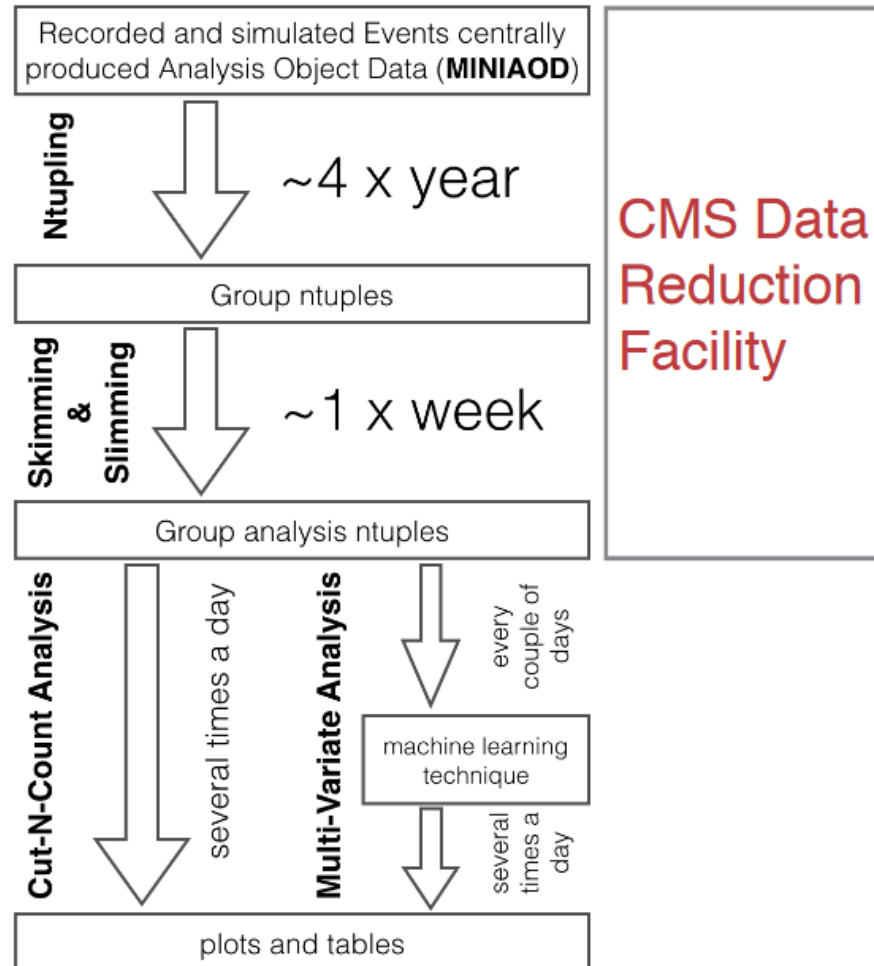 Recorded and simulated Events centrally
produced Analysis Object Data (MINIAOD)
Ntupling
~4 x year
CMS Data
Reduction
Facility
Group ntuples
Skimming
&
Slimming
~1 x week
Group analysis ntuples
Cut-N-Count Analysis
several times a day
Multi-Variate Analysis
every
couple of
days
machine learning
technique
several
times a
day
plots and tables